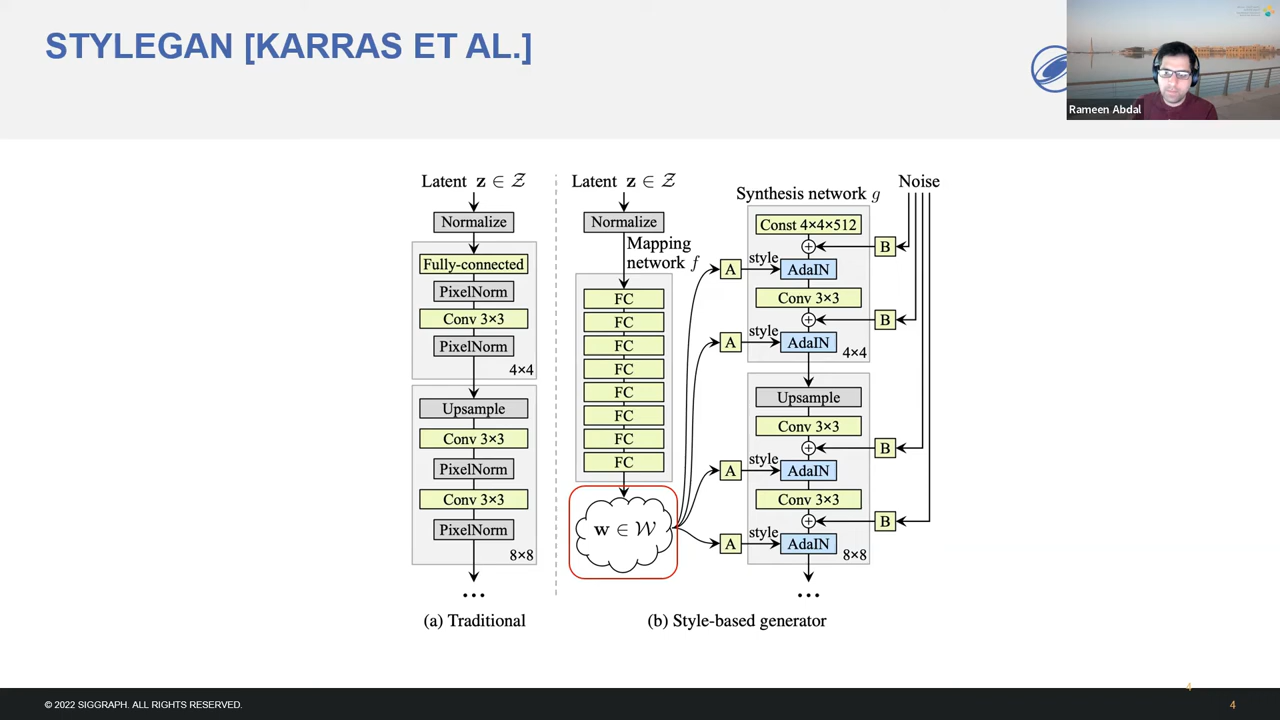 STYLEGAN [KARRAS ET AL.]
Rameen Abdal
Latent z ∈ 𝒵
Normalize
Fully-connected
PixelNorm
Conv 3×3
PixelNorm
4×4
Upsample
Conv 3×3
PixelNorm
Conv 3×3
PixelNorm
8×8
...
(a) Traditional
Latent z ∈ 𝒵
Normalize
Mapping
network f
FC
FC
FC
FC
FC
FC
FC
FC
w ∈ 𝒲
A
style
A
style
A
style
A
style
Synthesis network g
Const 4×4×512
AdaIN
Conv 3×3
AdaIN
4×4
Upsample
Conv 3×3
AdaIN
Conv 3×3
AdaIN
8×8
...
Noise
B
B
B
B
(b) Style-based generator
© 2022 SIGGRAPH. ALL RIGHTS RESERVED.
4
4